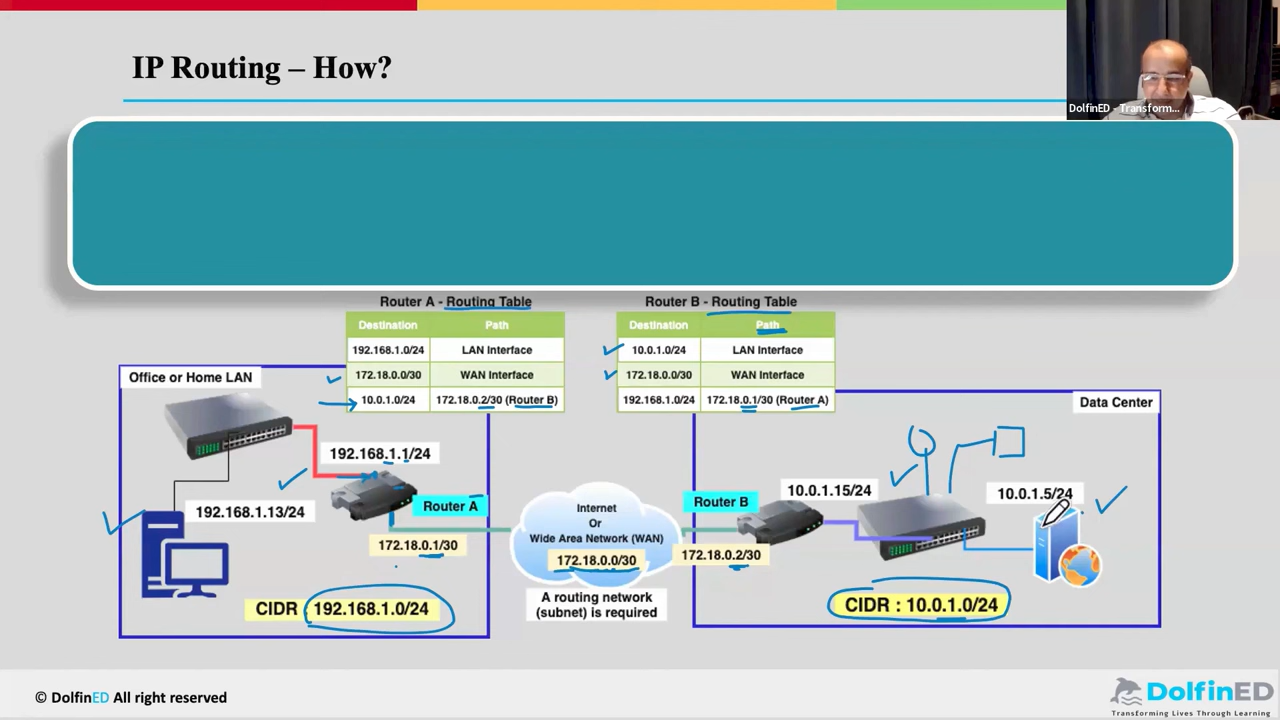 IP Routing – How?
DolfinED - Transform...
Router A - Routing Table
Destination Path
192.168.1.0/24 LAN Interface
172.18.0.0/30 WAN Interface
10.0.1.0/24 172.18.0.2/30 (Router B)
Router B - Routing Table
Destination Path
10.0.1.0/24 LAN Interface
172.18.0.0/30 WAN Interface
192.168.1.0/24 172.18.0.1/30 (Router A)
Office or Home LAN
192.168.1.1/24
192.168.1.13/24
Router A
172.18.0.1/30
CIDR : 192.168.1.0/24
Internet
Or
Wide Area Network (WAN)
172.18.0.0/30
A routing network
(subnet) is required
Data Center
Router B
10.0.1.15/24
10.0.1.5/24
172.18.0.2/30
CIDR : 10.0.1.0/24
© DolfinED All right reserved
DolfinED
Transforming Lives Through Learning